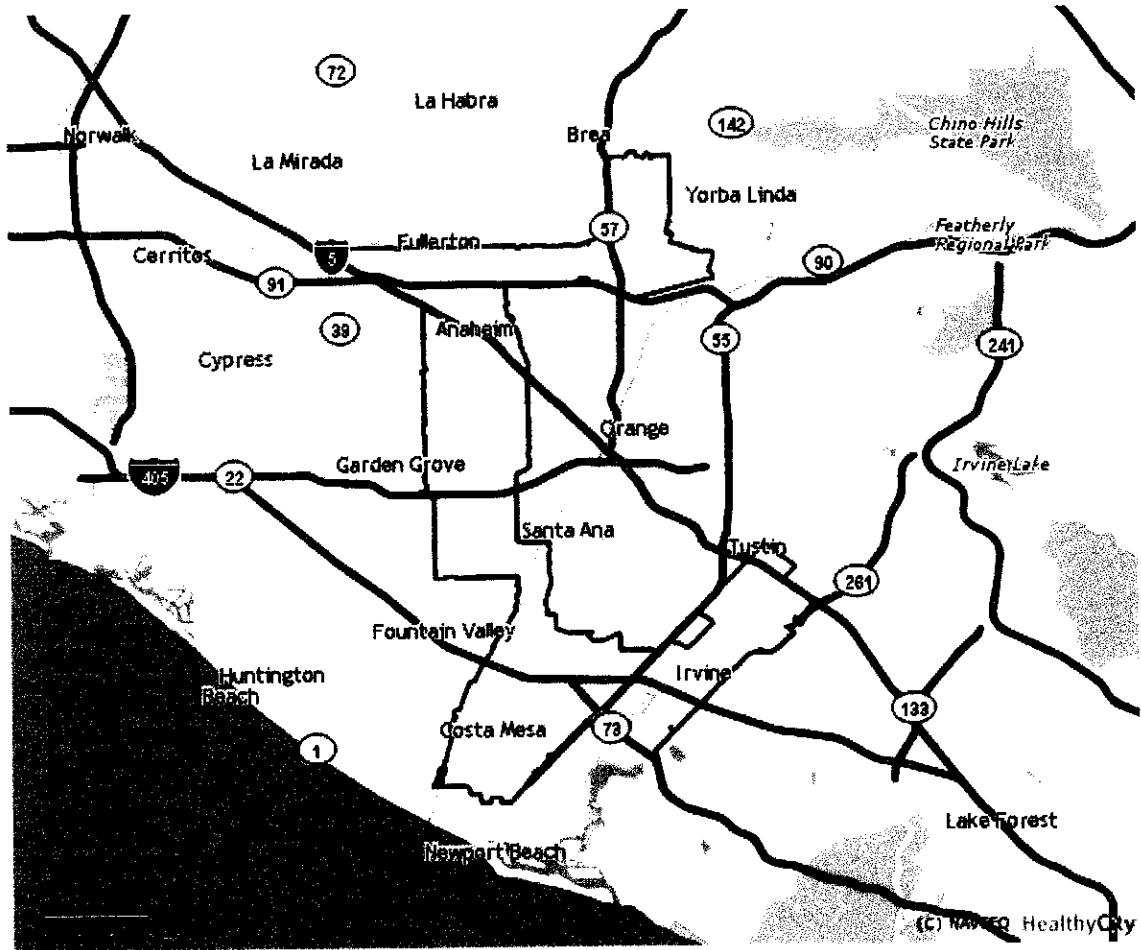 72
La Habra
142
Brea
Chino Hills
State Park
Norwalk
La Mirada
Yorba Linda
57
Featherly
Regional Park
Fullerton
5
Cerritos
90
91
39
Anaheim
55
241
Cypress
Orange
Garden Grove
Irvine Lake
405
22
Santa Ana
Tustin
261
Fountain Valley
Irvine
Huntington
Beach
133
73
Costa Mesa
1
Lake Forest
Newport Beach
(C) NAVTEQ HealthyCity